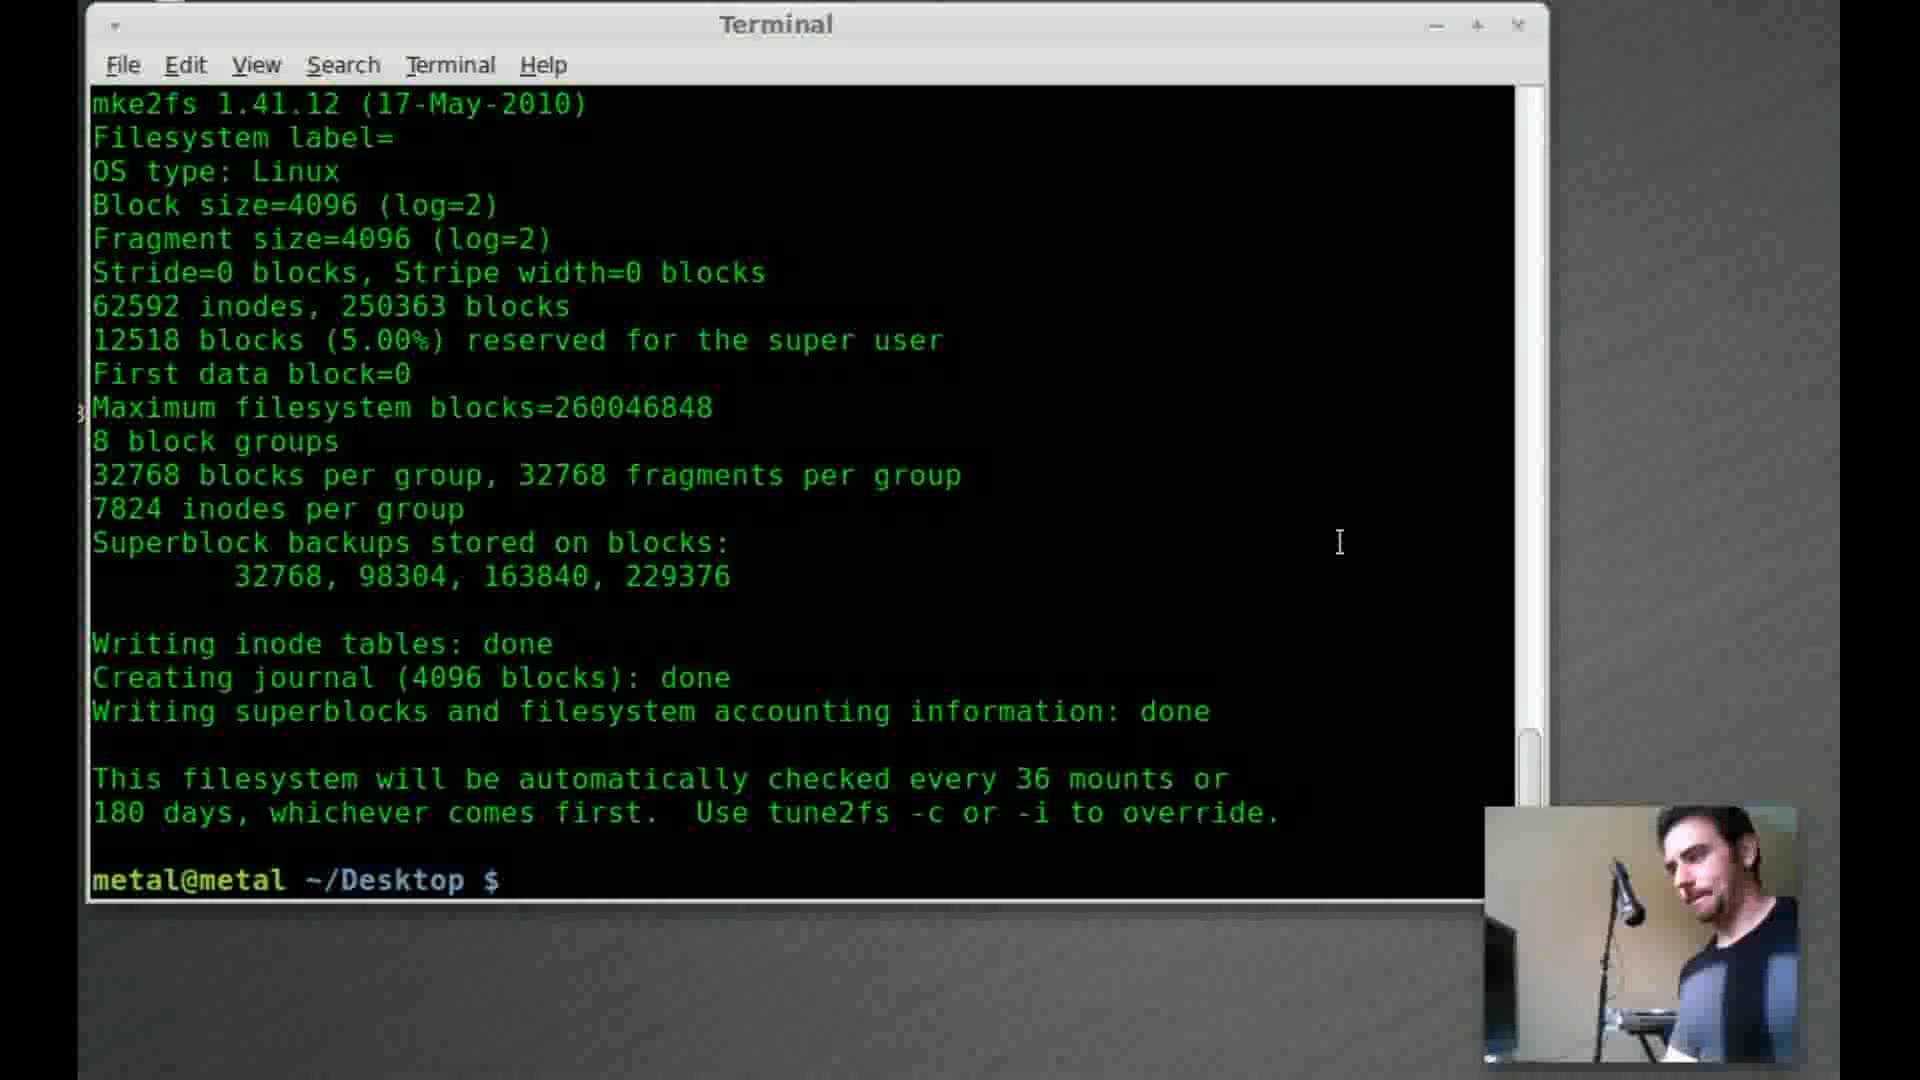 Terminal
File Edit View Search Terminal Help
mke2fs 1.41.12 (17-May-2010)
Filesystem label=
OS type: Linux
Block size=4096 (log=2)
Fragment size=4096 (log=2)
Stride=0 blocks, Stripe width=0 blocks
62592 inodes, 250363 blocks
12518 blocks (5.00%) reserved for the super user
First data block=0
Maximum filesystem blocks=260046848
8 block groups
32768 blocks per group, 32768 fragments per group
7824 inodes per group
Superblock backups stored on blocks:
32768, 98304, 163840, 229376
Writing inode tables: done
Creating journal (4096 blocks): done
Writing superblocks and filesystem accounting information: done
This filesystem will be automatically checked every 36 mounts or
180 days, whichever comes first.  Use tune2fs -c or -i to override.
metal@metal ~/Desktop $